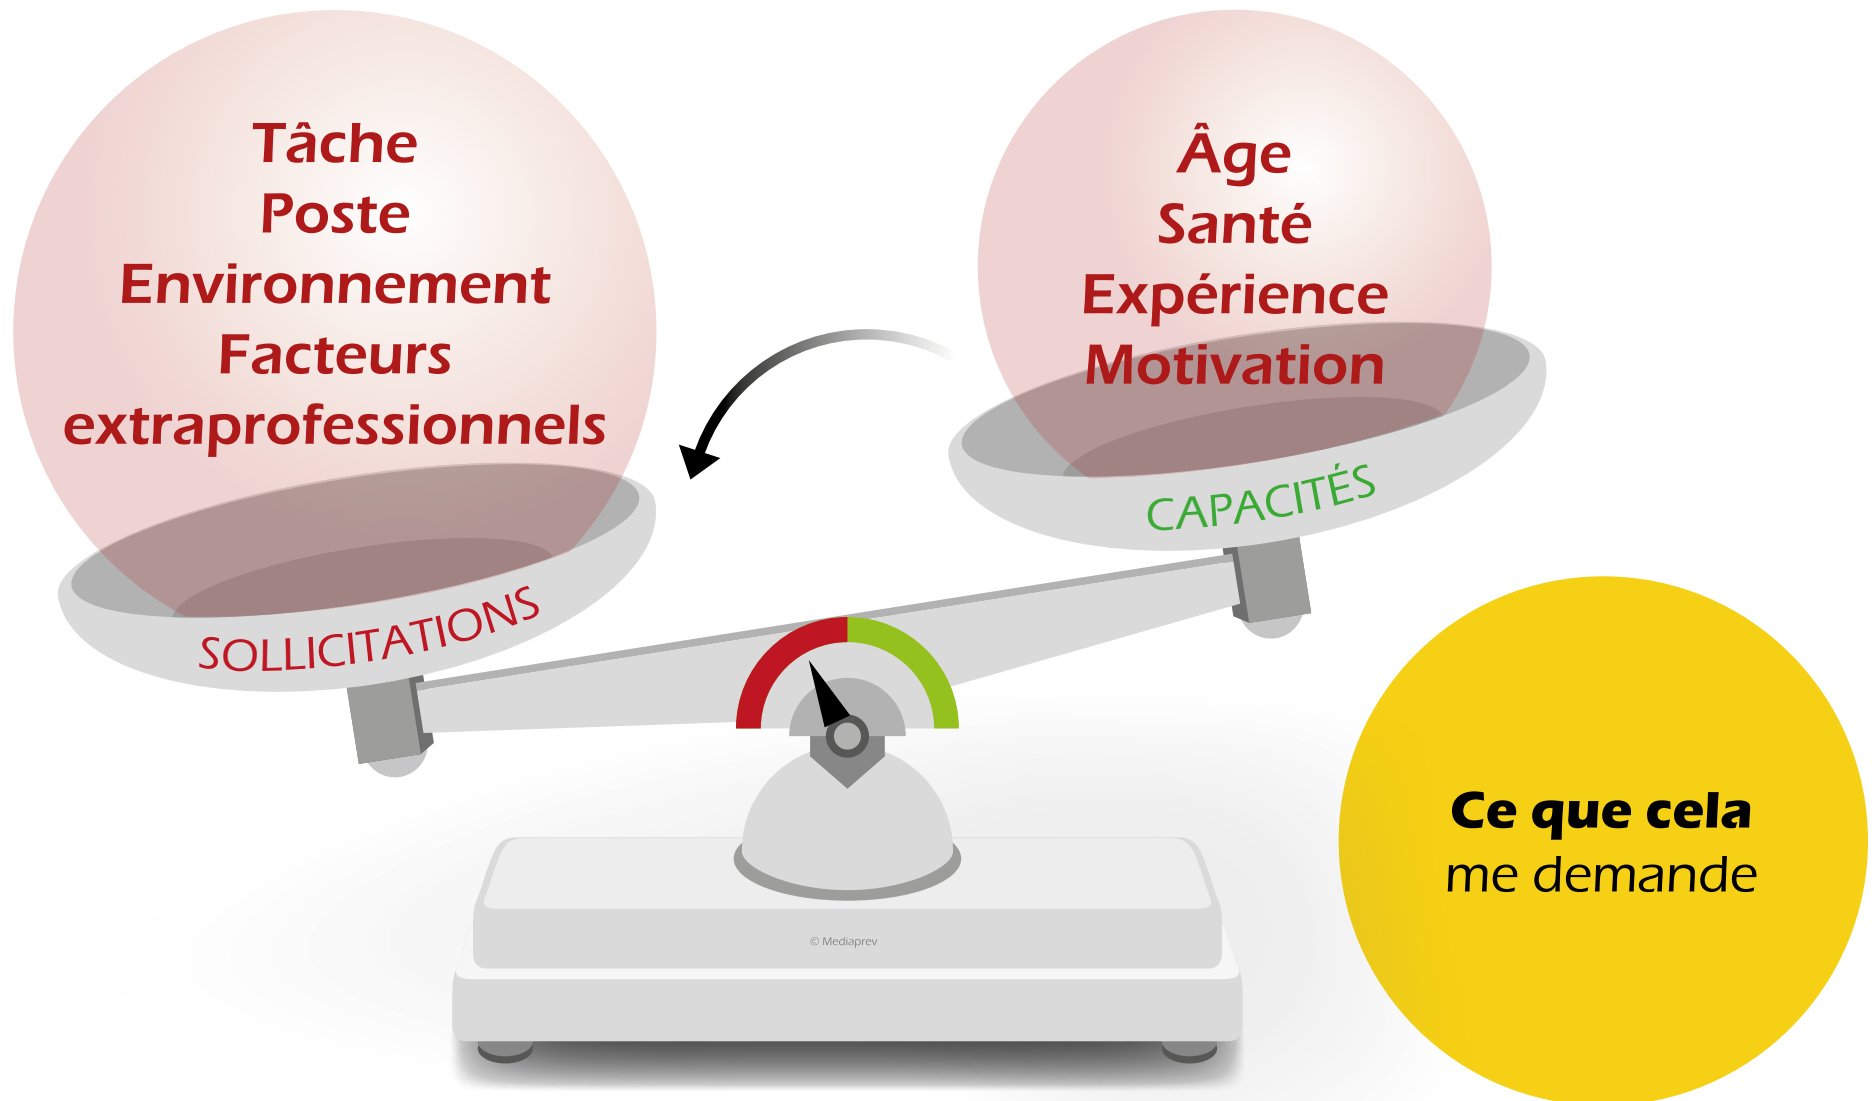 Tâche
Poste
Environnement
Facteurs
extraprofessionnels
SOLLICITATIONS
Âge
Santé
Expérience
Motivation
CAPACITÉS
Ce que cela
me demande
© Mediaprev